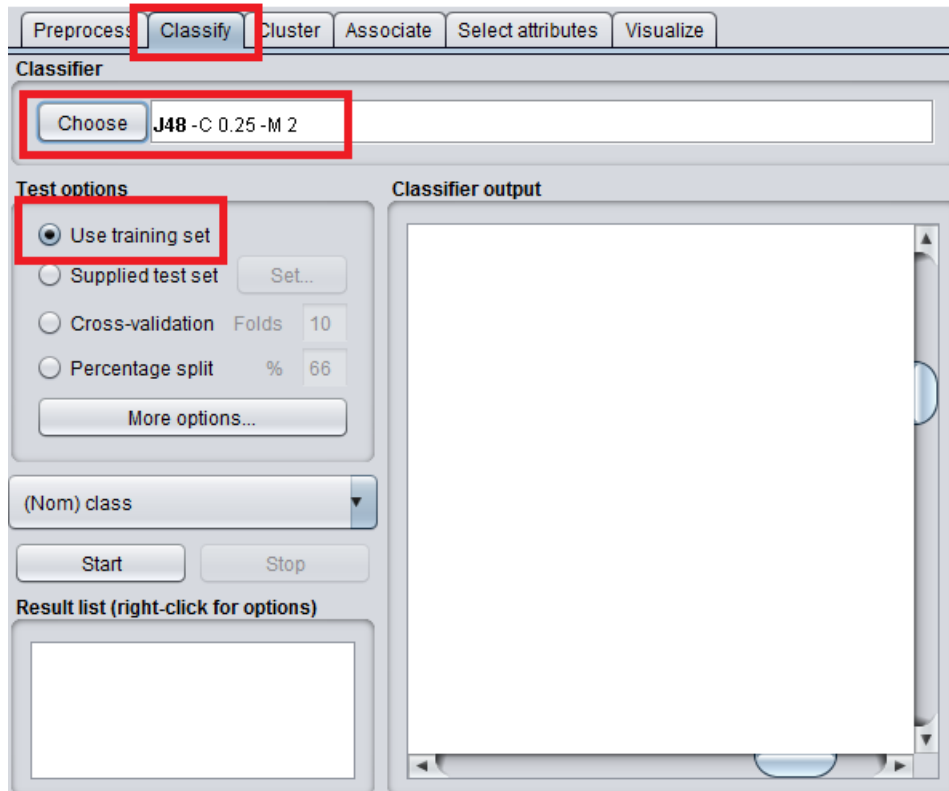 Preprocess Classify Cluster Associate Select attributes Visualize
Classifier
Choose J48 -C 0.25 -M 2
Test options
Use training set
Supplied test set Set...
Cross-validation Folds 10
Percentage split % 66
More options...
(Nom) class
Start Stop
Result list (right-click for options)
Classifier output